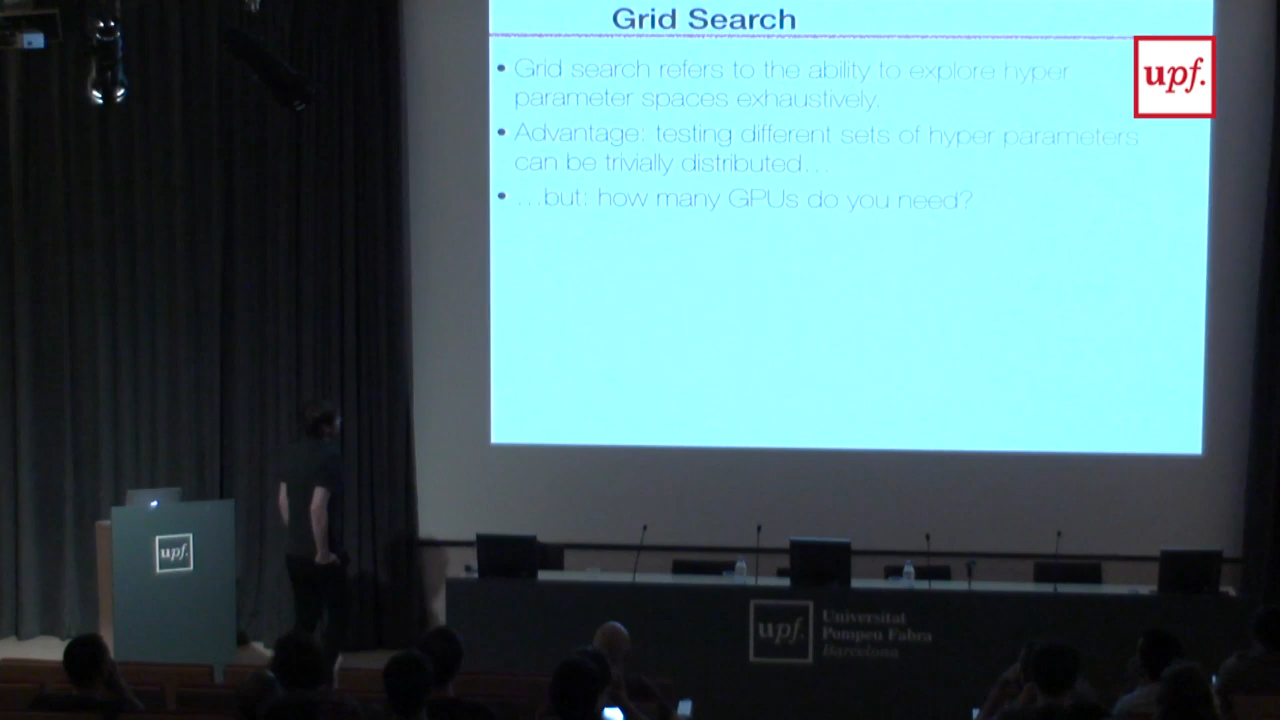 Grid Search
• Grid search refers to the ability to explore hyper
parameter spaces exhaustively.
• Advantage: testing different sets of hyper parameters
can be trivially distributed…
• …but: how many GPUs do you need?
upf.
upf.
upf.
Universitat
Pompeu Fabra
Barcelona